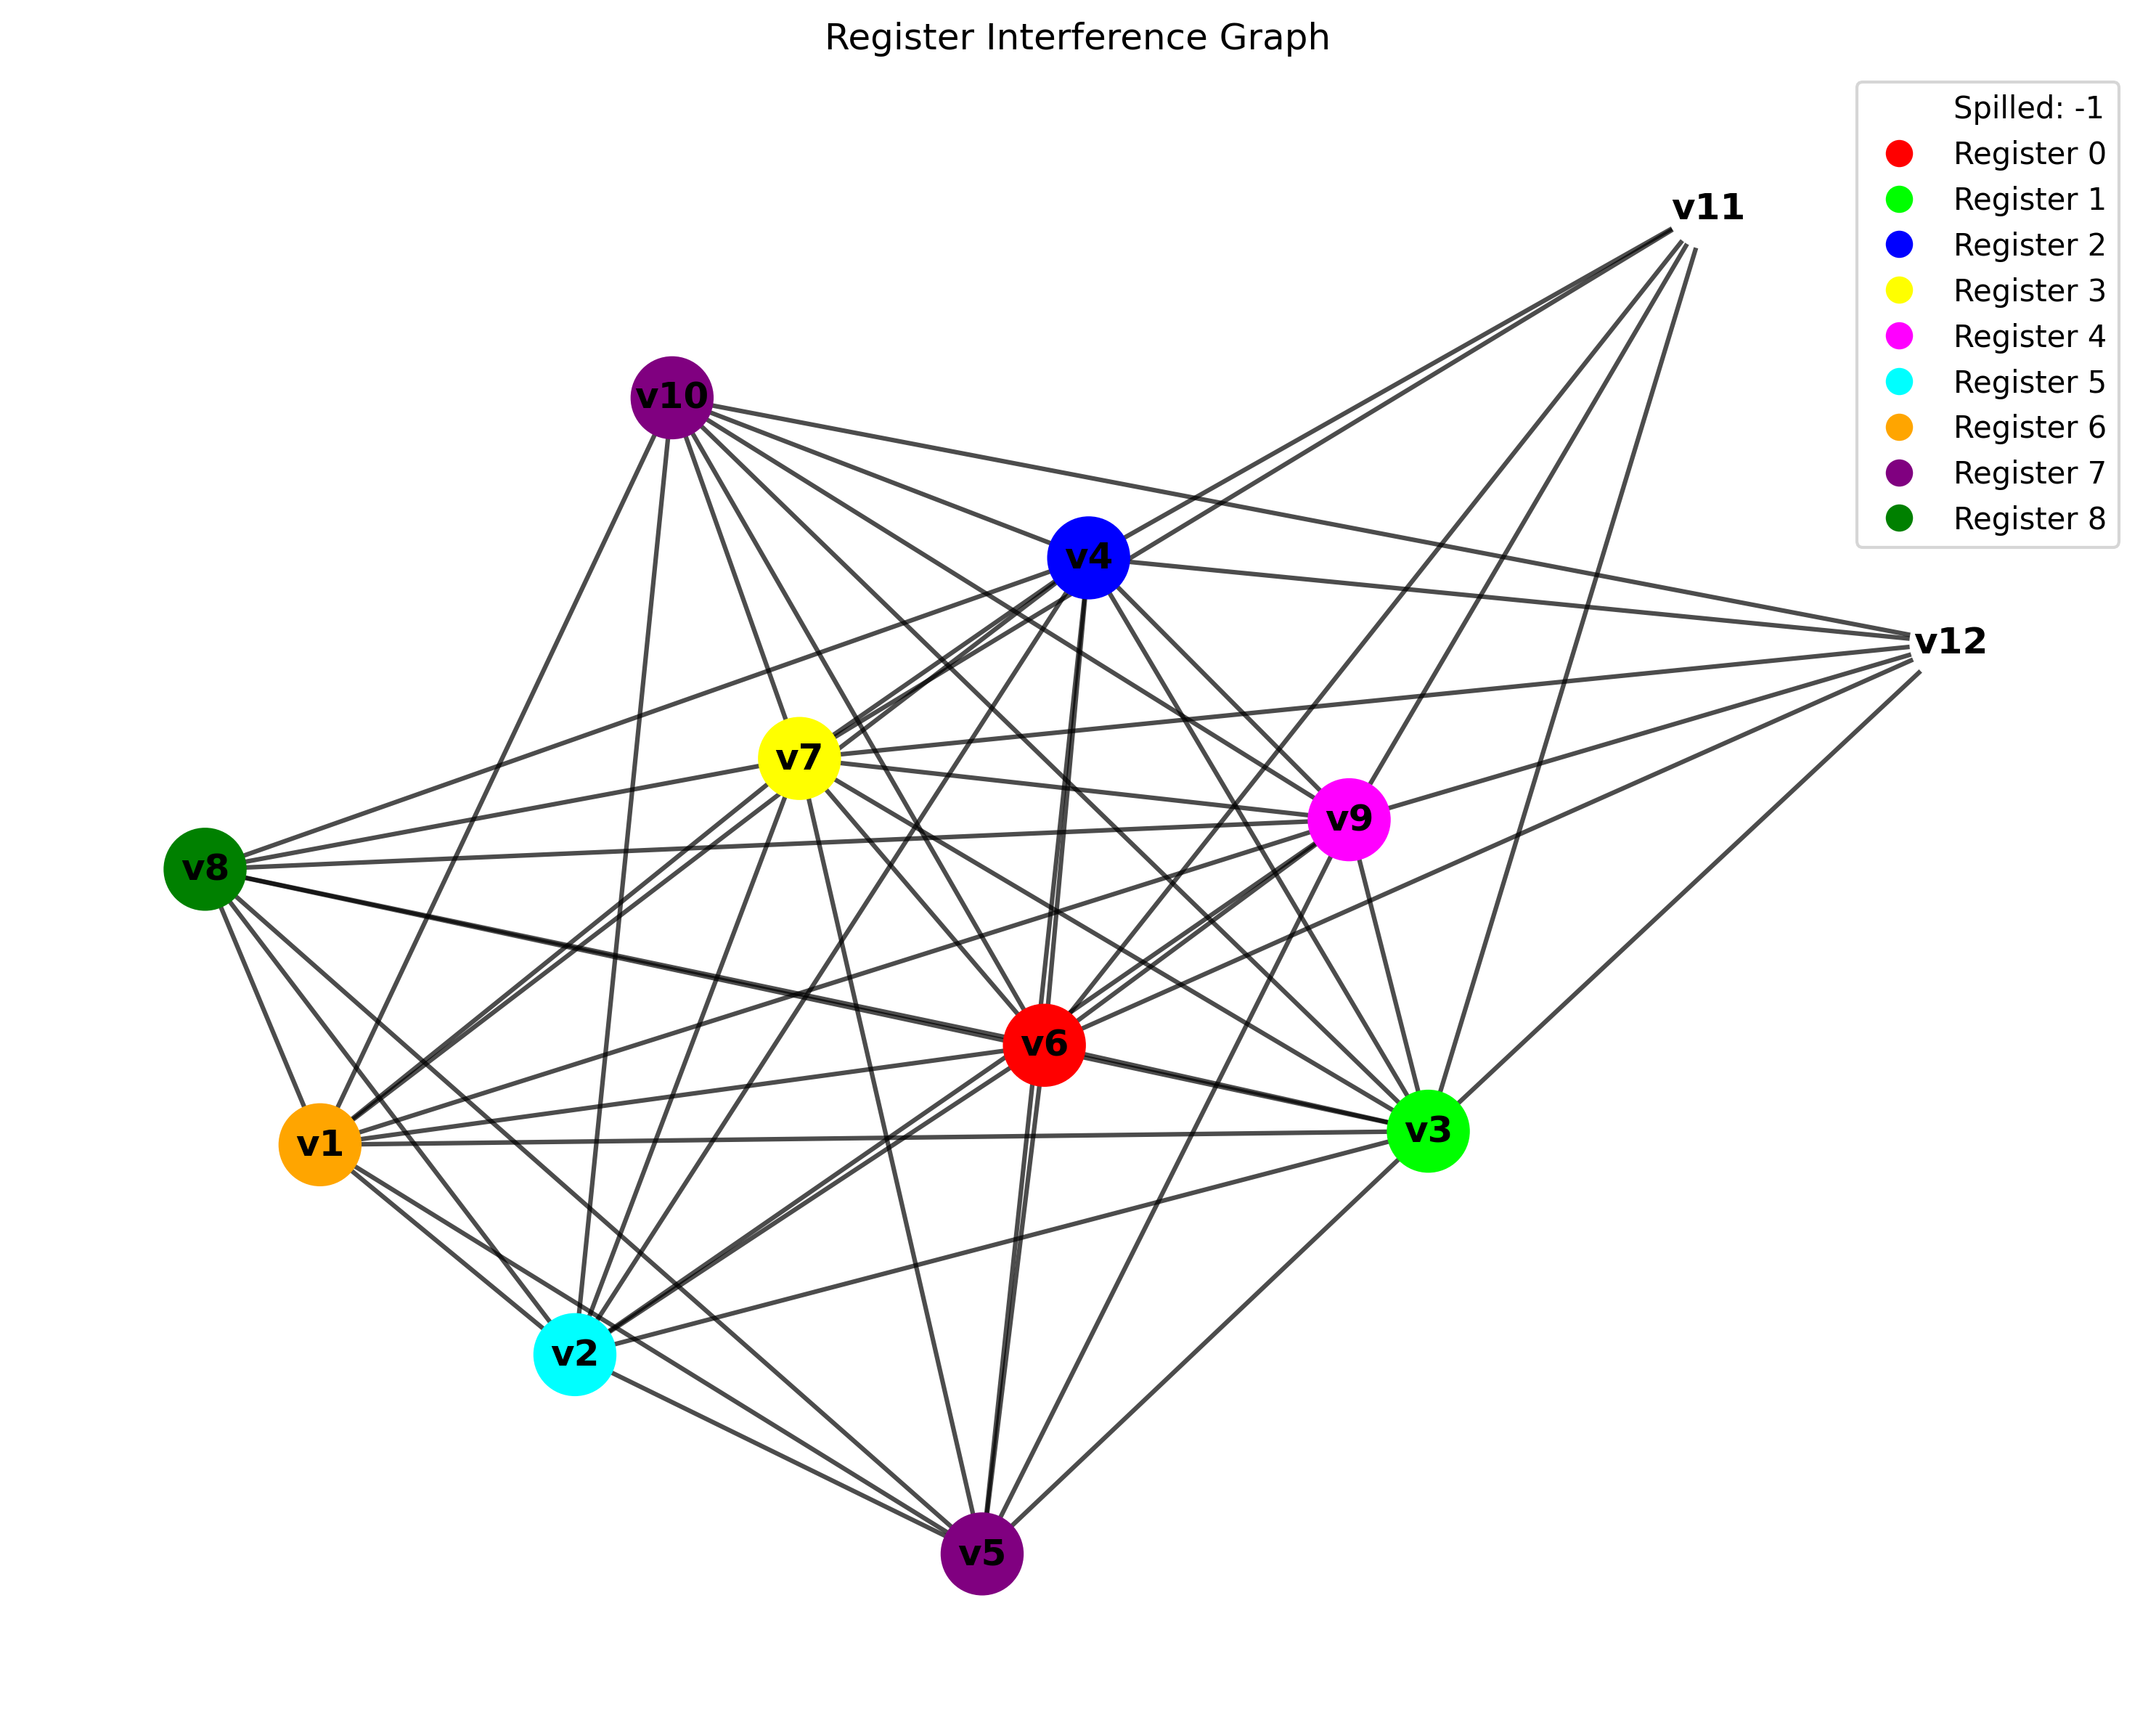 Register Interference Graph
Spilled: -1
Register 0
Register 1
Register 2
Register 3
Register 4
Register 5
Register 6
Register 7
Register 8
v11
v10
v4
v12
v7
v9
v8
v6
v3
v1
v2
v5